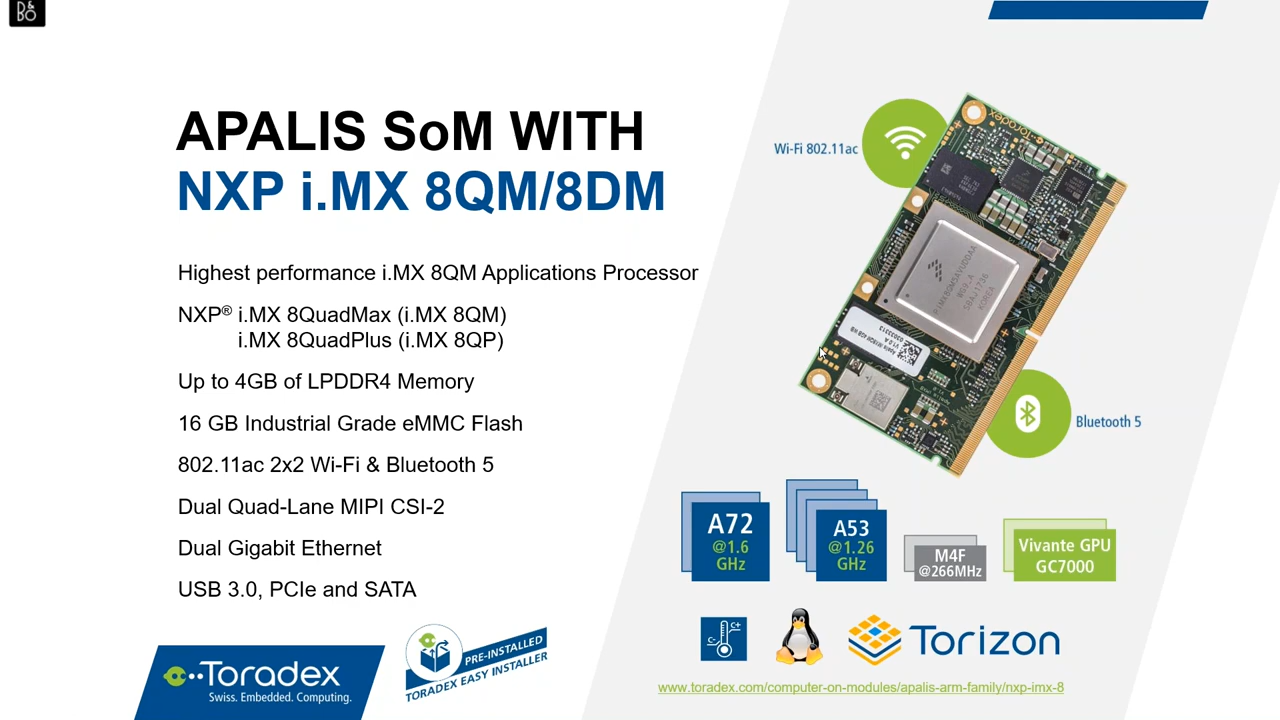 B&O
APALIS SoM WITH
NXP i.MX 8QM/8DM
Highest performance i.MX 8QM Applications Processor
NXP® i.MX 8QuadMax (i.MX 8QM)
i.MX 8QuadPlus (i.MX 8QP)
Up to 4GB of LPDDR4 Memory
16 GB Industrial Grade eMMC Flash
802.11ac 2x2 Wi-Fi & Bluetooth 5
Dual Quad-Lane MIPI CSI-2
Dual Gigabit Ethernet
USB 3.0, PCIe and SATA
Toradex
Swiss. Embedded. Computing.
PRE-INSTALLED
TORADEX EASY INSTALLER
Wi-Fi 802.11ac
Toradex
KOREA
Bluetooth 5
A72
@1.6
GHz
A53
@1.26
GHz
M4F
@266MHz
Vivante GPU
GC7000
C-
C+
Torizon
www.toradex.com/computer-on-modules/apalis-arm-family/nxp-imx-8